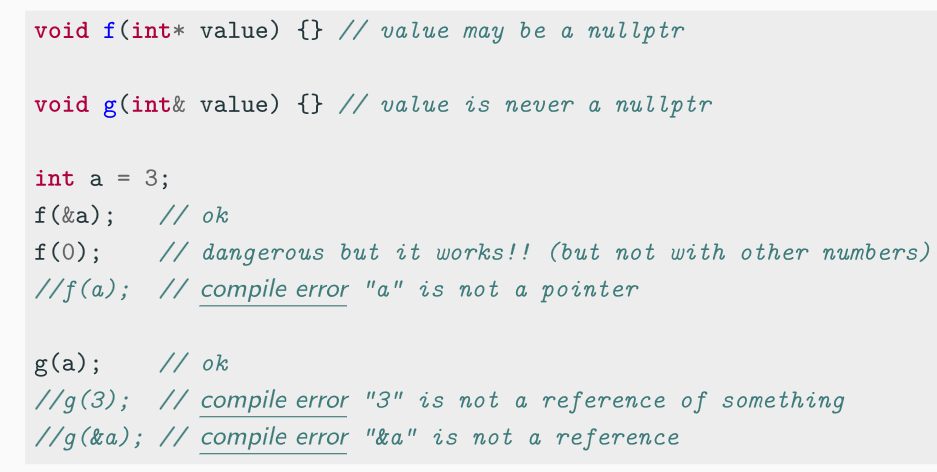 void f(int* value) {} // value may be a nullptr
void g(int& value) {} // value is never a nullptr
int a = 3;
f(&a);   // ok
f(0);    // dangerous but it works!! (but not with other numbers)
//f(a);  // compile error "a" is not a pointer
g(a);    // ok
//g(3);  // compile error "3" is not a reference of something
//g(&a); // compile error "&a" is not a reference